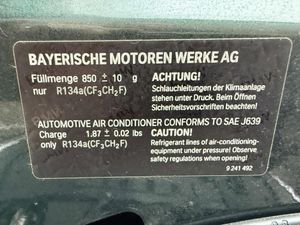 BAYERISCHE MOTOREN WERKE AG
Füllmenge 850 ± 10 g
nur R134a(CF₃CH₂F)
ACHTUNG!
Schlauchleitungen der Klimaanlage
stehen unter Druck. Beim Öffnen
Sicherheitsvorschriften beachten!
AUTOMOTIVE AIR CONDITIONER CONFORMS TO SAE J639
Charge 1.87 ± 0.02 lbs
only R134a(CF₃CH₂F)
CAUTION!
Refrigerant lines of air-conditioning-
equipment under pressure! Observe
safety regulations when opening!
9 241 492